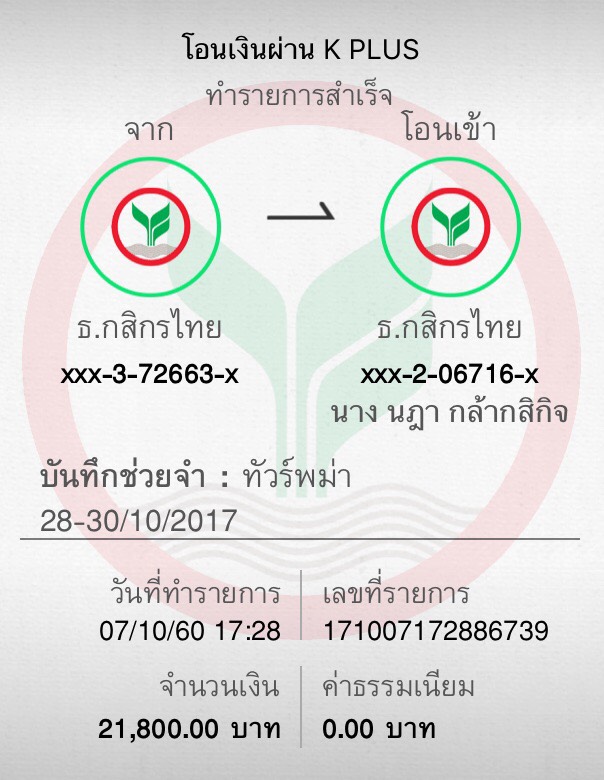 โอนเงินผ่าน K PLUS
ทำรายการสำเร็จ
จาก
โอนเข้า
ธ.กสิกรไทย
ธ.กสิกรไทย
xxx-3-72663-x
xxx-2-06716-x
นาง นฎา กล้ากสิกิจ
บันทึกช่วยจำ : ทัวร์พม่า
28-30/10/2017
วันที่ทำรายการ
เลขที่รายการ
07/10/60 17:28
171007172886739
จำนวนเงิน
ค่าธรรมเนียม
21,800.00 บาท
0.00 บาท